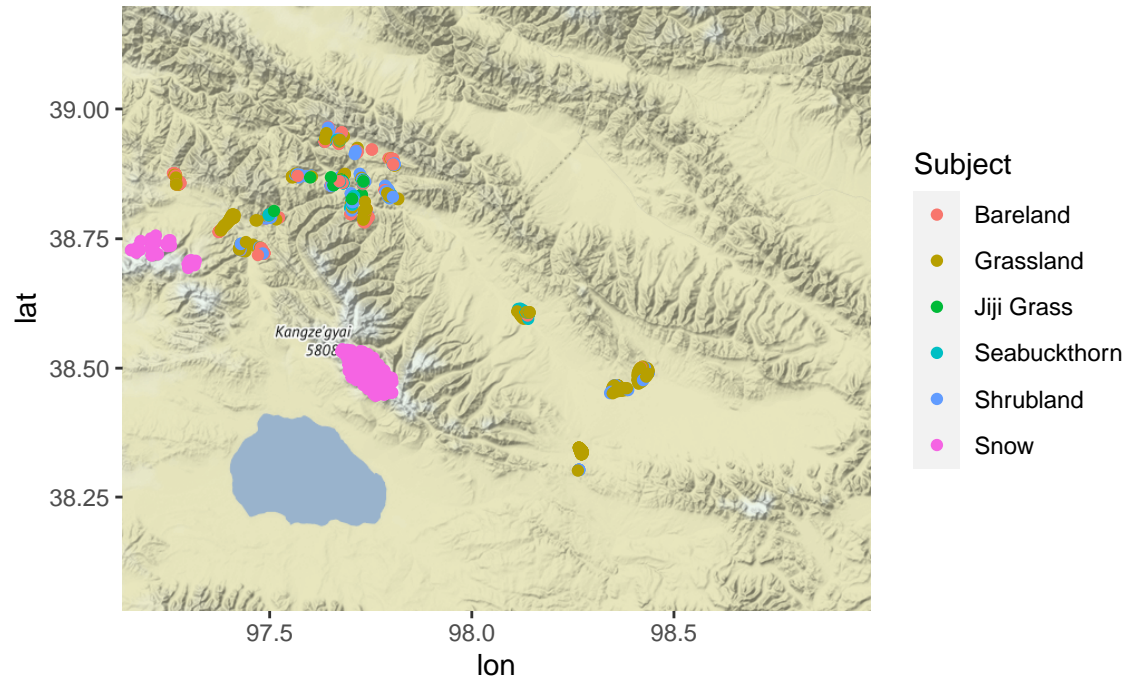 39.00
38.75
38.50
38.25
lat
Kangze'gyai
5808
97.5
98.0
98.5
lon
Subject
Bareland
Grassland
Jiji Grass
Seabuckthorn
Shrubland
Snow